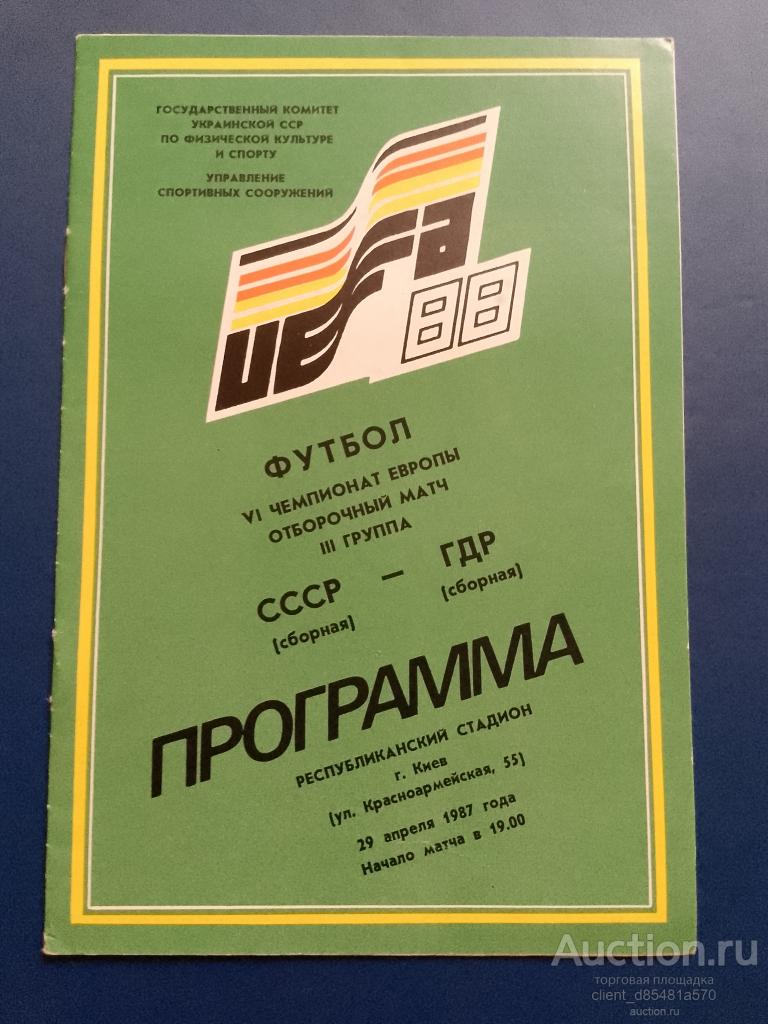 ГОСУДАРСТВЕННЫЙ КОМИТЕТ
УКРАИНСКОЙ ССР
ПО ФИЗИЧЕСКОЙ КУЛЬТУРЕ
И СПОРТУ
УПРАВЛЕНИЕ
СПОРТИВНЫХ СООРУЖЕНИЙ
UEFA
88
ФУТБОЛ
VI ЧЕМПИОНАТ ЕВРОПЫ
ОТБОРОЧНЫЙ МАТЧ
III ГРУППА
СССР — ГДР
(сборная) (сборная)
ПРОГРАММА
РЕСПУБЛИКАНСКИЙ СТАДИОН
г. Киев
(ул. Красноармейская, 55)
29 апреля 1987 года
Начало матча в 19.00
Auction.ru
торговая площадка
client_d85481a570
auction.ru